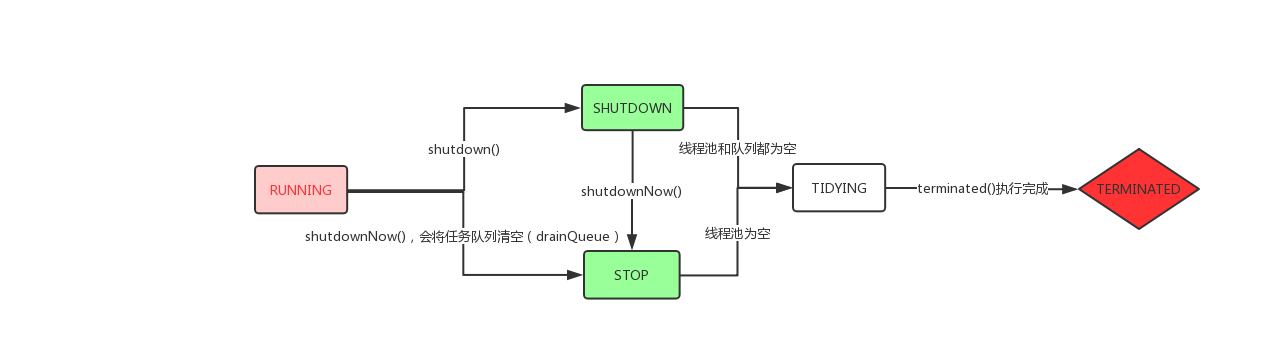 SHUTDOWN
shutdown()
线程池和队列都为空
RUNNING
shutdownNow()
TIDYING
terminated()执行完成
TERMINATED
shutdownNow()，会将任务队列清空（drainQueue）
线程池为空
STOP